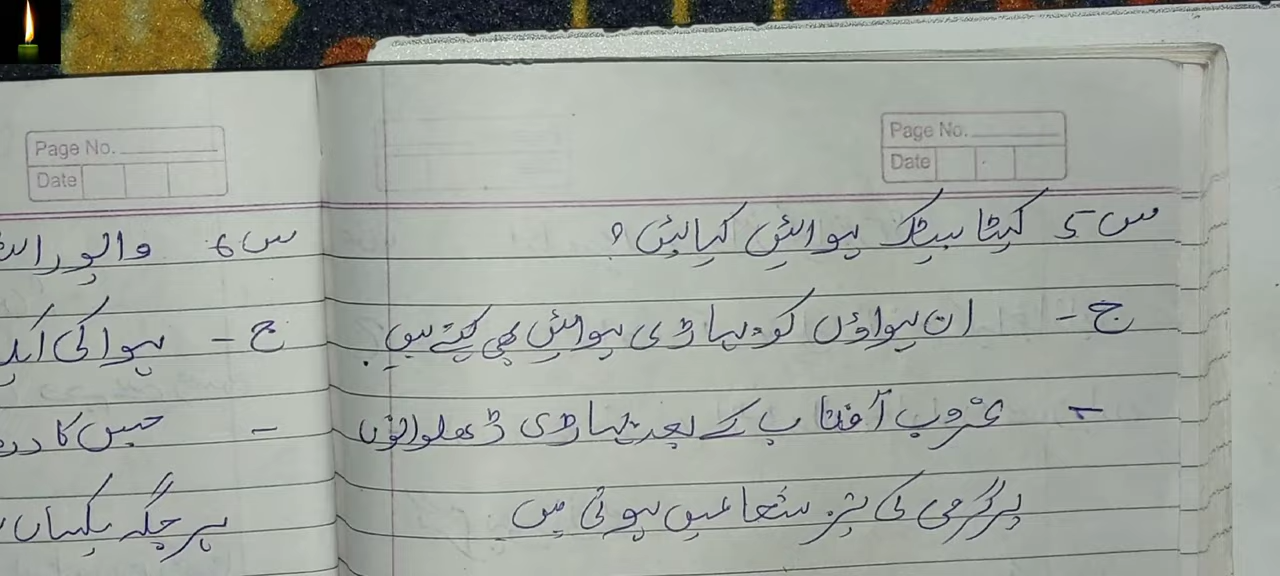 Page No.
Date
س 5 کیٹا بیٹک ہوائیں کیا ہیں؟
ج - ان ہواؤں کو پہاڑی ہوائیں بھی کہتے ہیں.
- غروب آفتاب کے بعد پہاڑی ڈھلوانوں
پر گرمی کی تیز شعاعیں ہوتی ہیں
Page No.
Date
س 6
ج - ہوا کی
- جس کا
ہر جگہ یکساں